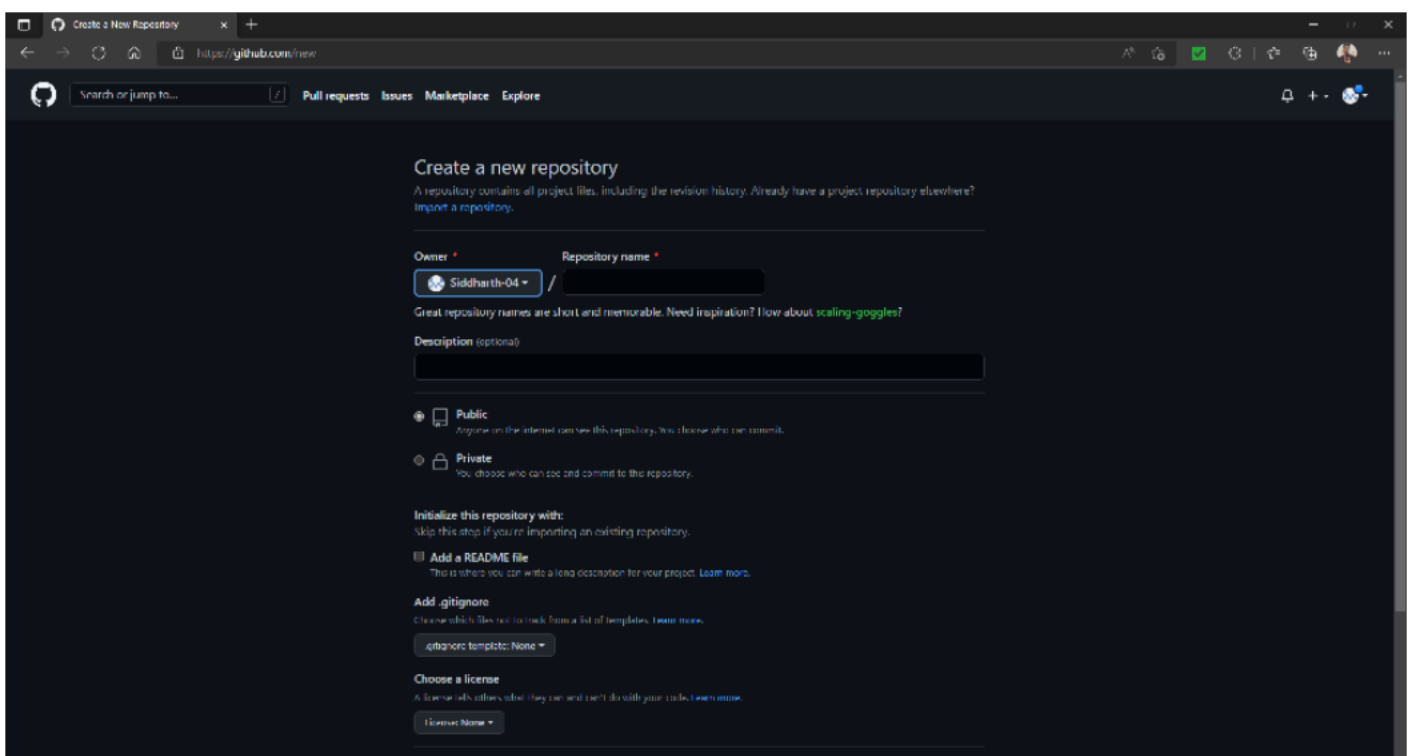 Create a New Repository
https://github.com/new
Search or jump to... /
Pull requests Issues Marketplace Explore
Create a new repository
A repository contains all project files, including the revision history. Already have a project repository elsewhere?
Import a repository.
Owner * Repository name *
Siddharth-04 /
Great repository names are short and memorable. Need inspiration? How about scaling-goggles?
Description (optional)
Public
Anyone on the internet can see this repository. You choose who can commit.
Private
You choose who can see and commit to this repository.
Initialize this repository with:
Skip this step if you're importing an existing repository.
Add a README file
This is where you can write a long description for your project. Learn more.
Add .gitignore
Choose which files not to track from a list of templates. Learn more.
.gitignore template: None
Choose a license
A license tells others what they can and can't do with your code. Learn more.
License: None